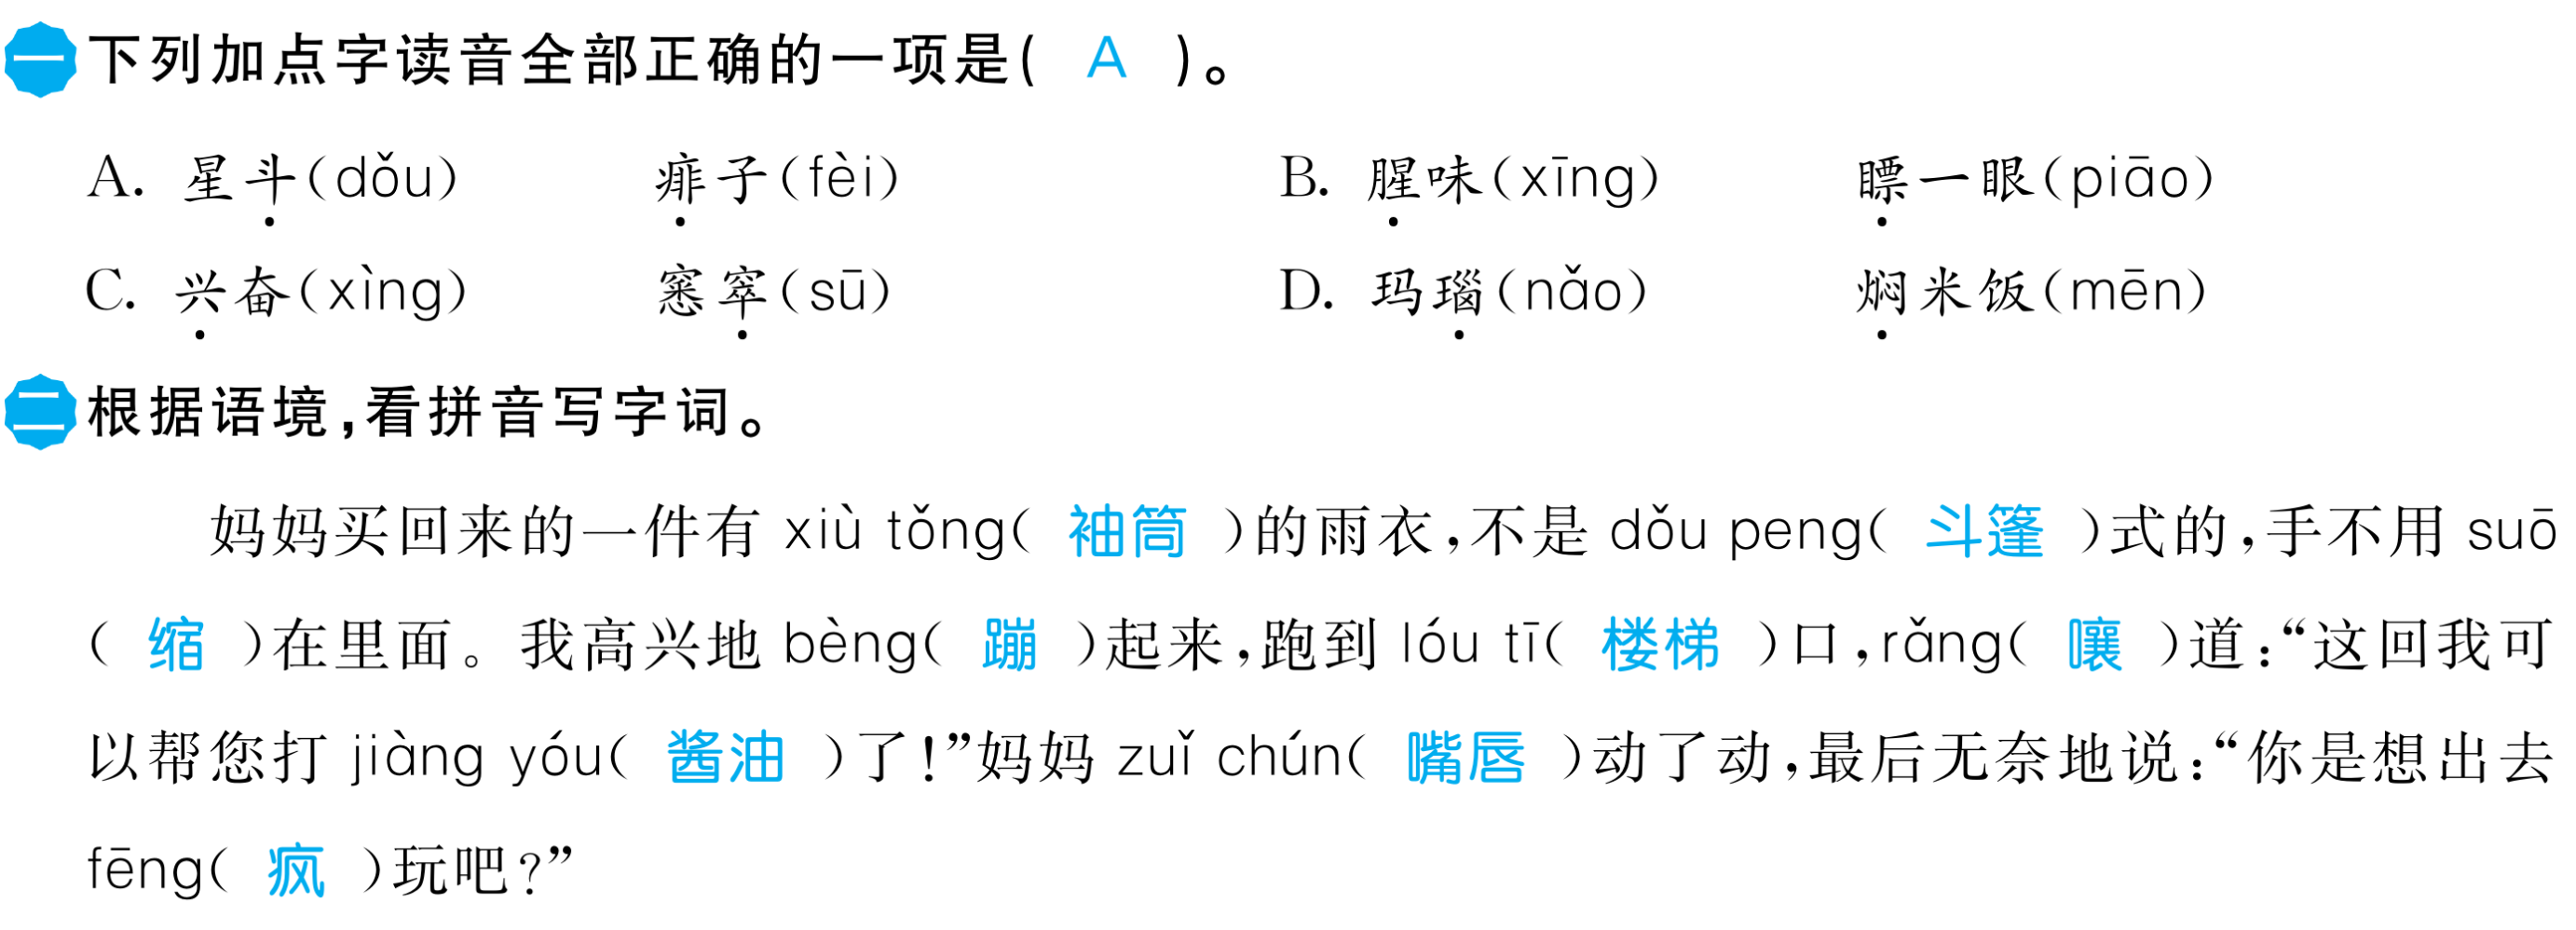 一 下列加点字读音全部正确的一项是( A )。
A. 星斗(dǒu) 痱子(fèi) B. 腥味(xīng) 瞟一眼(piāo)
C. 兴奋(xìng) 窸窣(sū) D. 玛瑙(nǎo) 焖米饭(mēn)
二 根据语境,看拼音写字词。
妈妈买回来的一件有 xiù tǒng( 袖筒 )的雨衣,不是 dǒu peng( 斗篷 )式的,手不用 suō
( 缩 )在里面。我高兴地 bèng( 蹦 )起来,跑到 lóu tī( 楼梯 )口,rǎng( 嚷 )道:“这回我可
以帮您打 jiàng yóu( 酱油 )了!”妈妈 zuǐ chún( 嘴唇 )动了动,最后无奈地说:“你是想出去
fēng( 疯 )玩吧?”